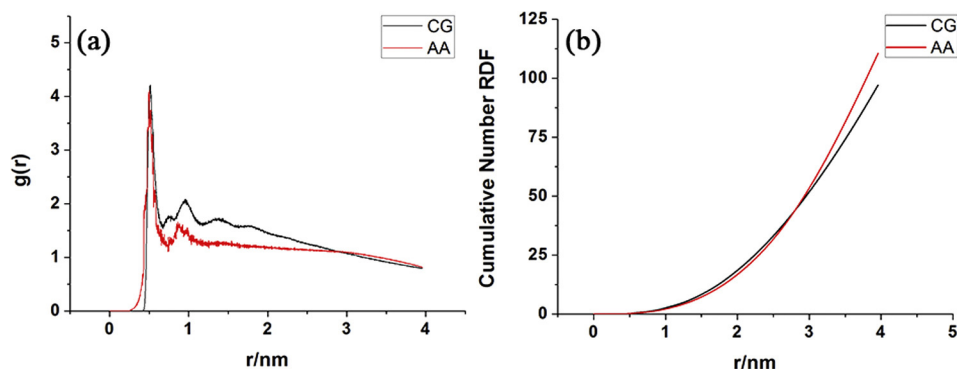 (a)
CG
AA
g(r)
5
4
3
2
1
0
0 1 2 3 4
r/nm
(b)
CG
AA
Cumulative Number RDF
125
100
75
50
25
0
0 1 2 3 4 5
r/nm